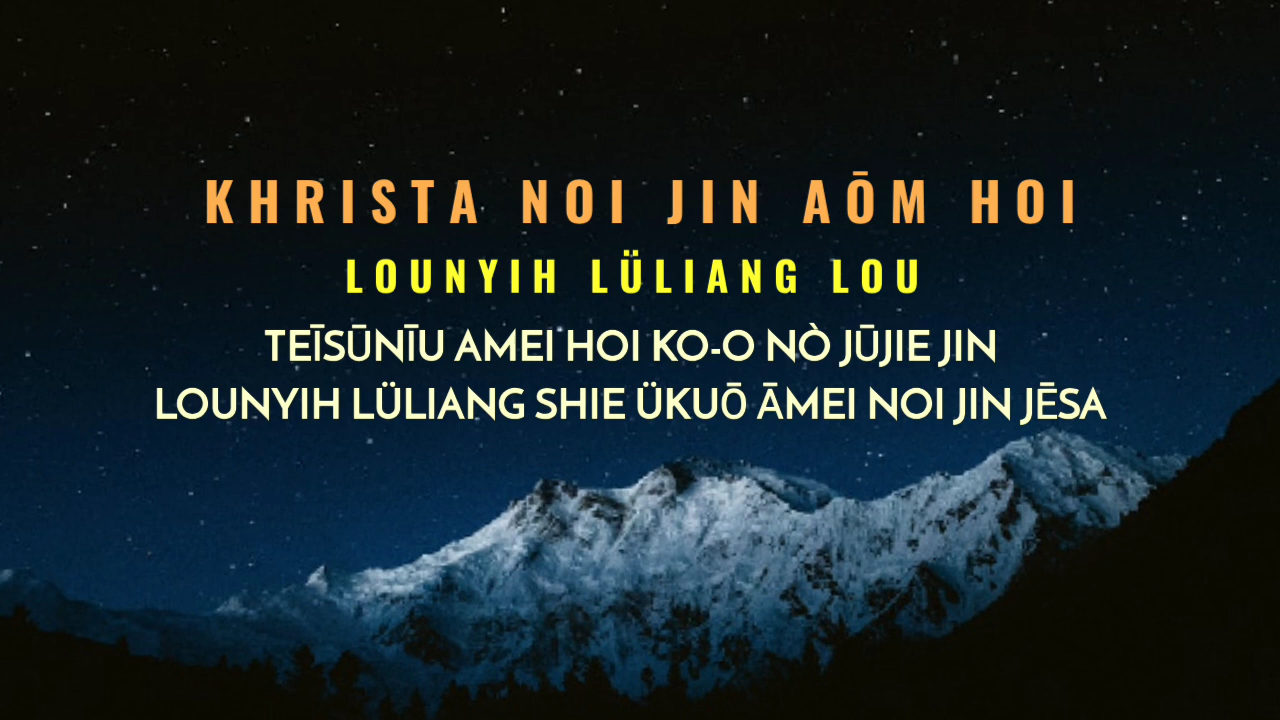 KHRISTA NOI JIN AŌM HOI
LOUNYIH LÜLIANG LOU
TEĪSŪNĪU AMEI HOI KO-O NÒ JŪJIE JIN
LOUNYIH LÜLIANG SHIE ÜKUŌ ĀMEI NOI JIN JĒSA